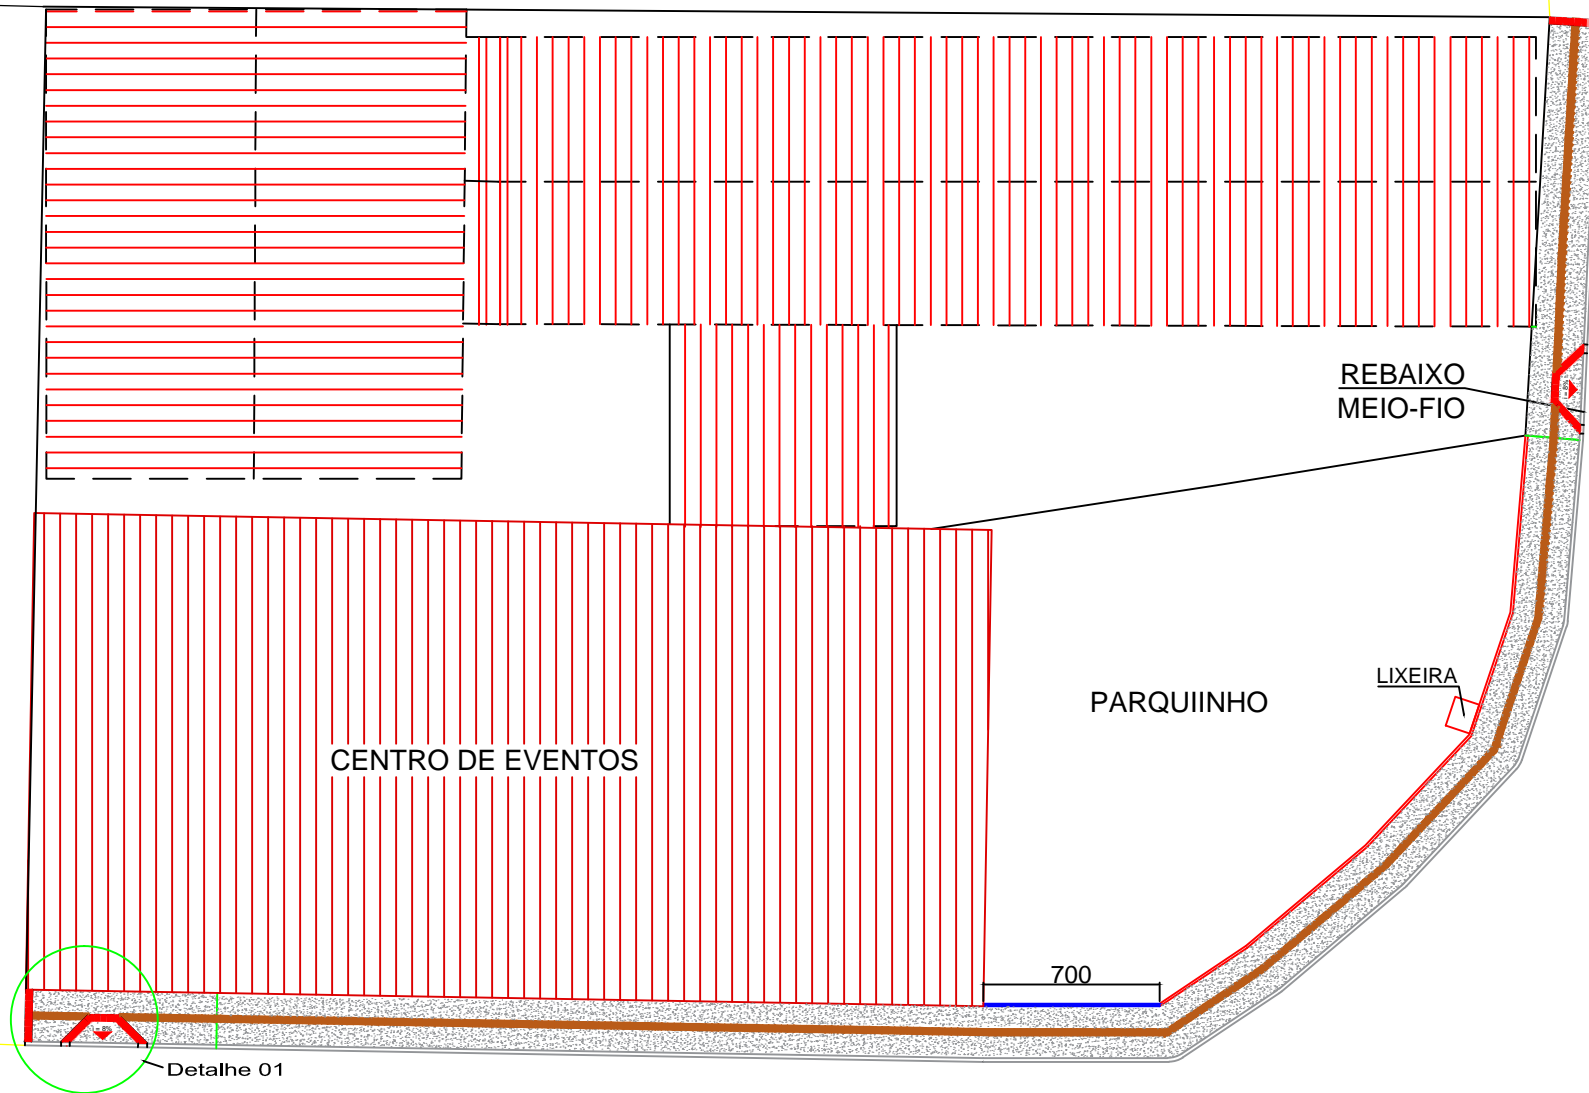 REBAIXO
MEIO-FIO
LIXEIRA
PARQUIINHO
CENTRO DE EVENTOS
700
Detalhe 01